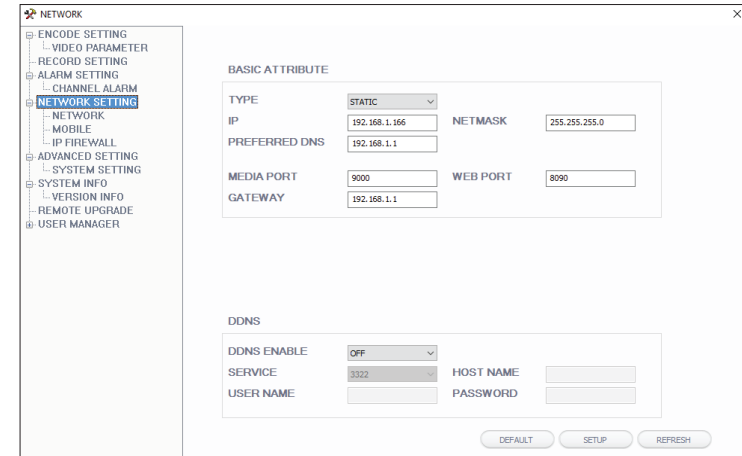 NETWORK
ENCODE SETTING
VIDEO PARAMETER
RECORD SETTING
ALARM SETTING
CHANNEL ALARM
NETWORK SETTING
NETWORK
MOBILE
IP FIREWALL
ADVANCED SETTING
SYSTEM SETTING
SYSTEM INFO
VERSION INFO
REMOTE UPGRADE
USER MANAGER
BASIC ATTRIBUTE
TYPE STATIC
IP 192.168.1.166 NETMASK 255.255.255.0
PREFERRED DNS 192.168.1.1
MEDIA PORT 9000 WEB PORT 8090
GATEWAY 192.168.1.1
DDNS
DDNS ENABLE OFF
SERVICE 3322 HOST NAME
USER NAME PASSWORD
DEFAULT SETUP REFRESH